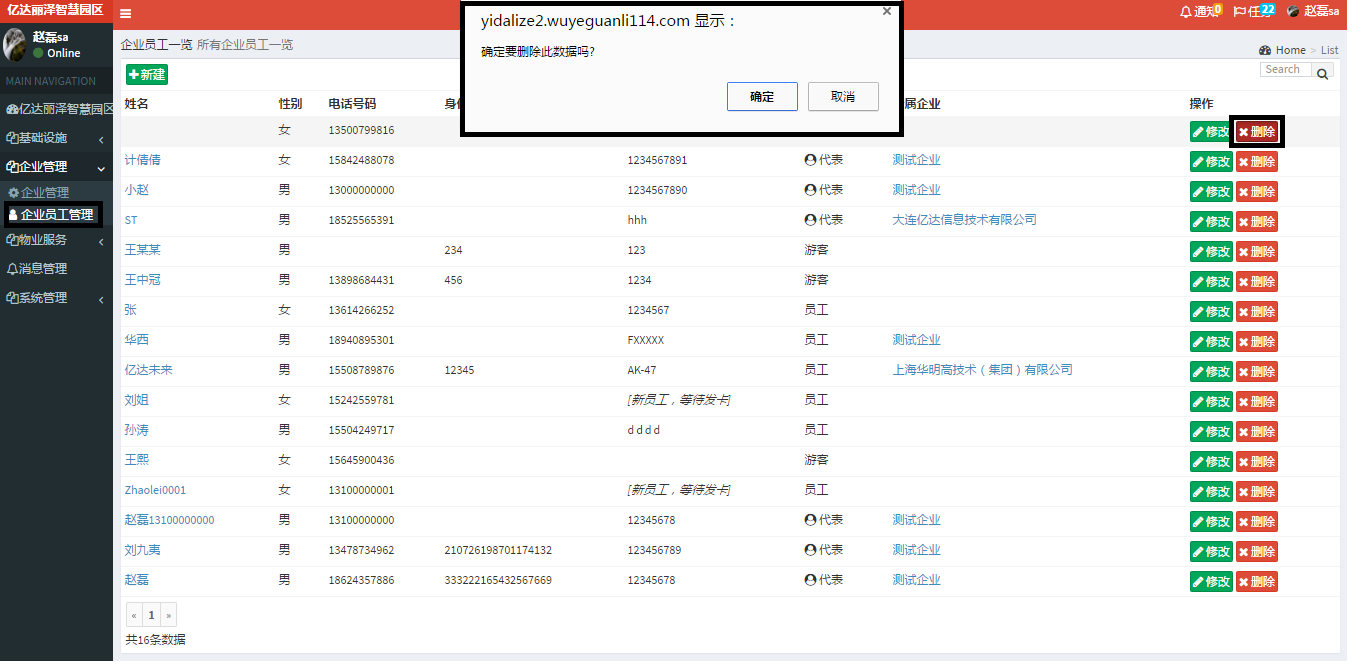 亿达丽泽智慧园区
通知 0
任务 22
赵磊sa
赵磊sa
Online
MAIN NAVIGATION
亿达丽泽智慧园区
基础设施
企业管理
企业管理
企业员工管理
物业服务
消息管理
系统管理
yidalize2.wuyeguanli114.com 显示：
确定要删除此数据吗?
确定 取消
企业员工一览 所有企业员工一览
Home > List
新建
Search
姓名 性别 电话号码 身 属企业 操作
女 13500799816 修改 删除
计倩倩 女 15842488078 1234567891 代表 测试企业 修改 删除
小赵 男 13000000000 1234567890 代表 测试企业 修改 删除
ST 男 18525565391 hhh 代表 大连亿达信息技术有限公司 修改 删除
王某某 男 234 123 游客 修改 删除
王中冠 男 13898684431 456 1234 游客 修改 删除
张 女 13614266252 1234567 员工 修改 删除
华西 男 18940895301 FXXXXX 员工 测试企业 修改 删除
亿达未来 男 15508789876 12345 AK-47 员工 上海华明高技术（集团）有限公司 修改 删除
刘姐 女 15242559781 [新员工，等待发卡] 员工 修改 删除
孙涛 男 15504249717 d d d d 员工 修改 删除
王熙 女 15645900436 游客 修改 删除
Zhaolei0001 女 13100000001 [新员工，等待发卡] 员工 修改 删除
赵磊13100000000 男 13100000000 12345678 代表 测试企业 修改 删除
刘九夷 男 13478734962 210726198701174132 123456789 代表 测试企业 修改 删除
赵磊 男 18624357886 333222165432567669 12345678 代表 测试企业 修改 删除
« 1 »
共16条数据